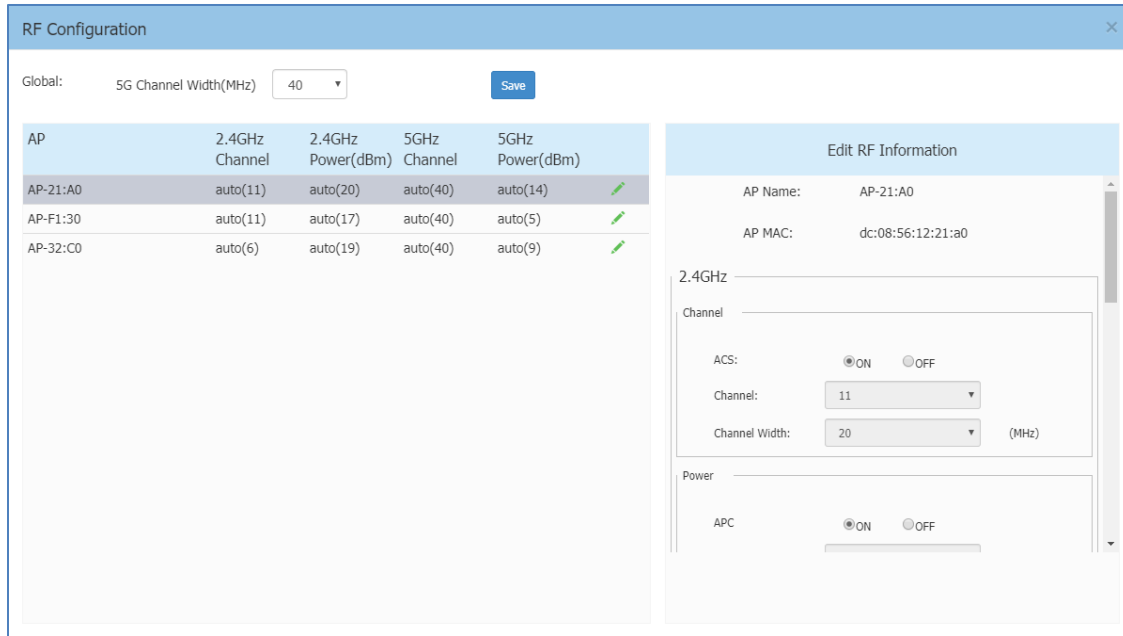 RF Configuration ×
Global: 5G Channel Width(MHz) 40 Save
AP 2.4GHz Channel 2.4GHz Power(dBm) 5GHz Channel 5GHz Power(dBm)
AP-21:A0 auto(11) auto(20) auto(40) auto(14)
AP-F1:30 auto(11) auto(17) auto(40) auto(5)
AP-32:C0 auto(6) auto(19) auto(40) auto(9)
Edit RF Information
AP Name: AP-21:A0
AP MAC: dc:08:56:12:21:a0
2.4GHz
Channel
ACS: ON OFF
Channel: 11
Channel Width: 20 (MHz)
Power
APC ON OFF